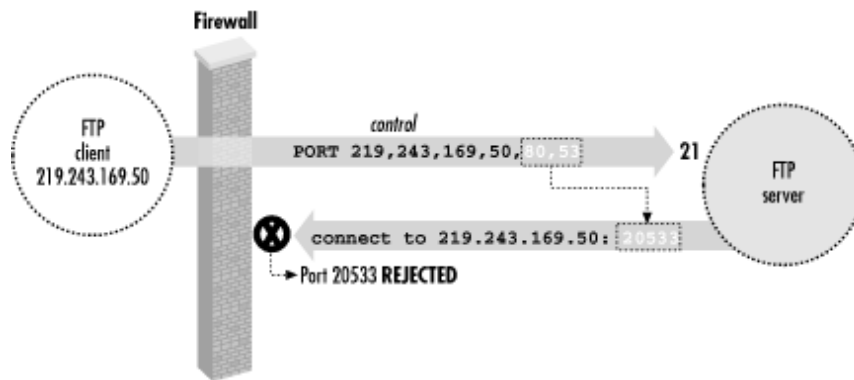 Firewall
FTP
client
219.243.169.50
control
PORT 219,243,169,50,80,53
21
FTP
server
connect to 219.243.169.50: 20533
Port 20533 REJECTED